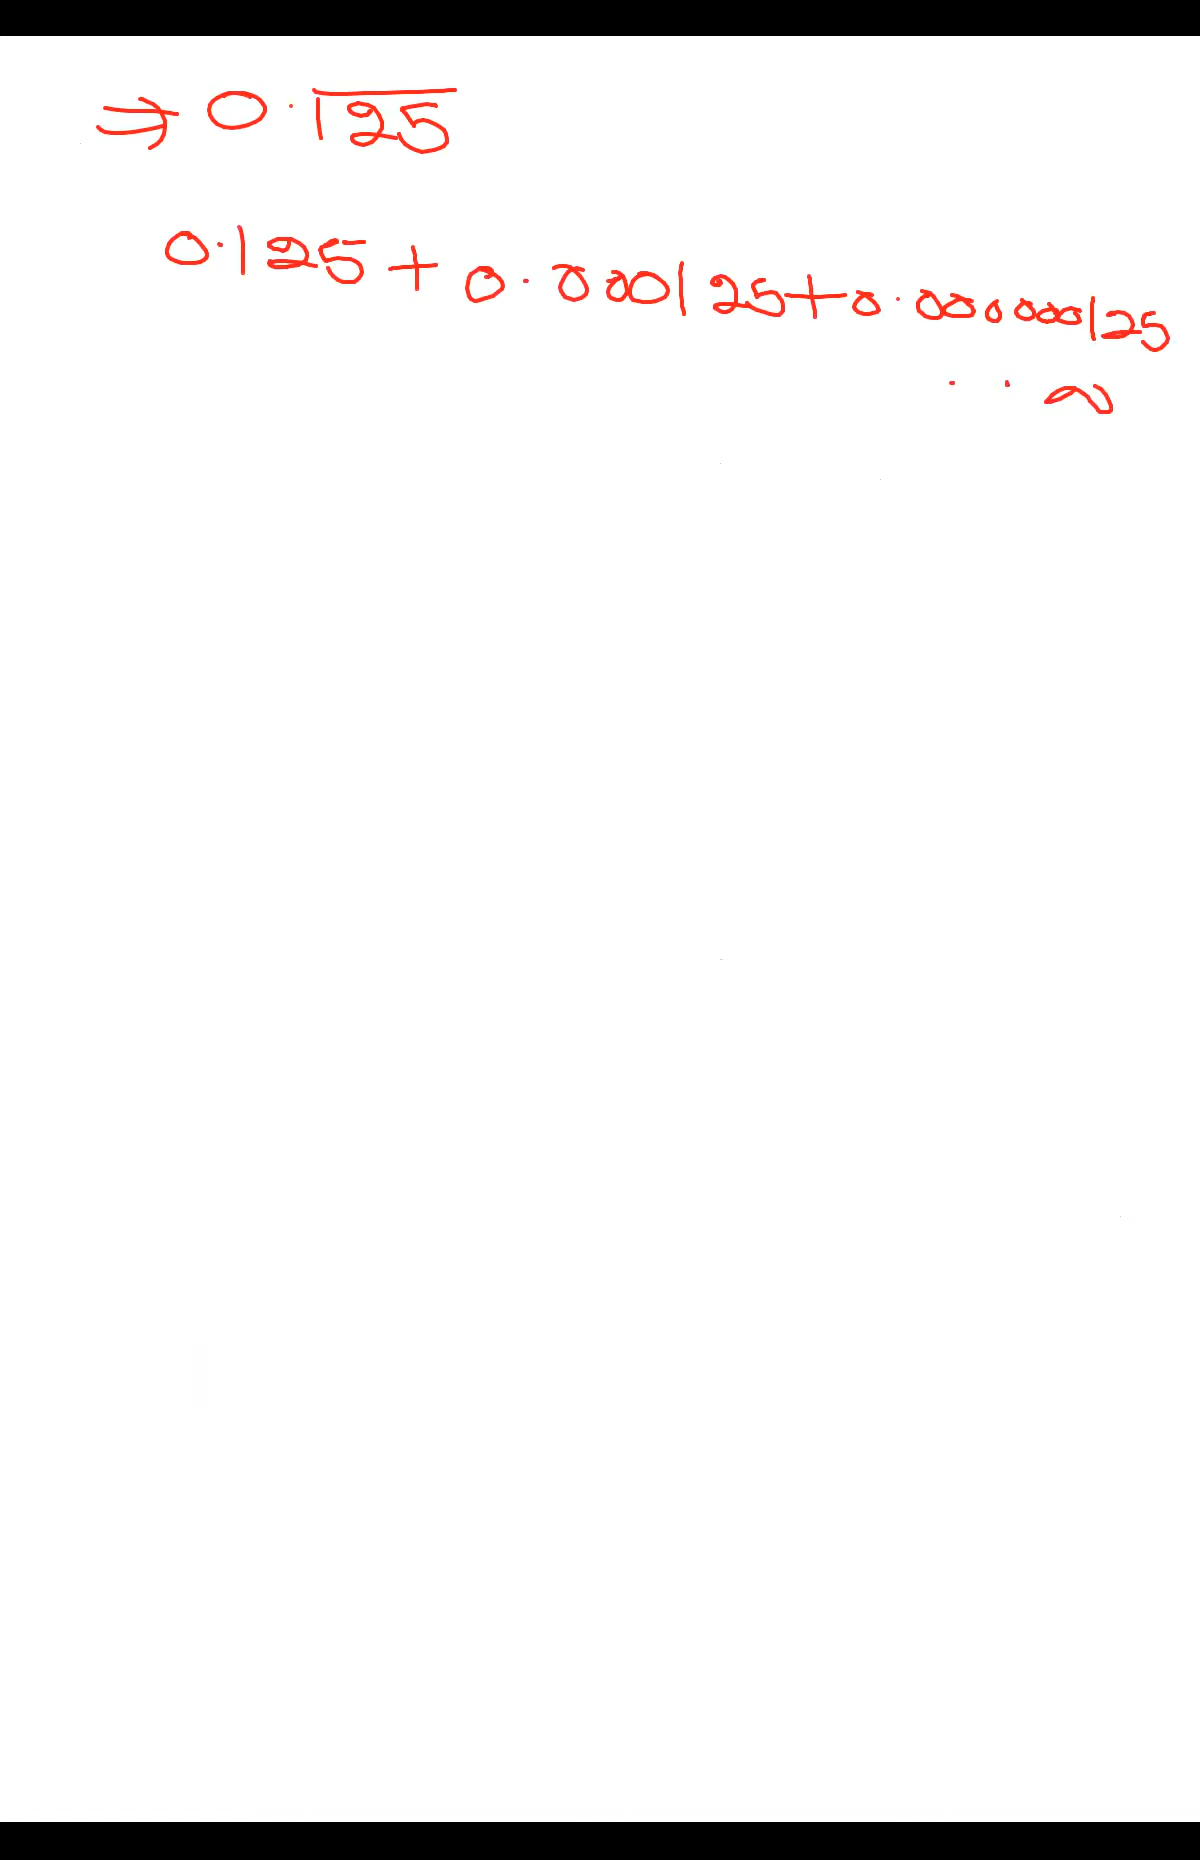 ⇒ 0.1̅2̅5̅
0.125 + 0.000125 + 0.000000125
. . ∞